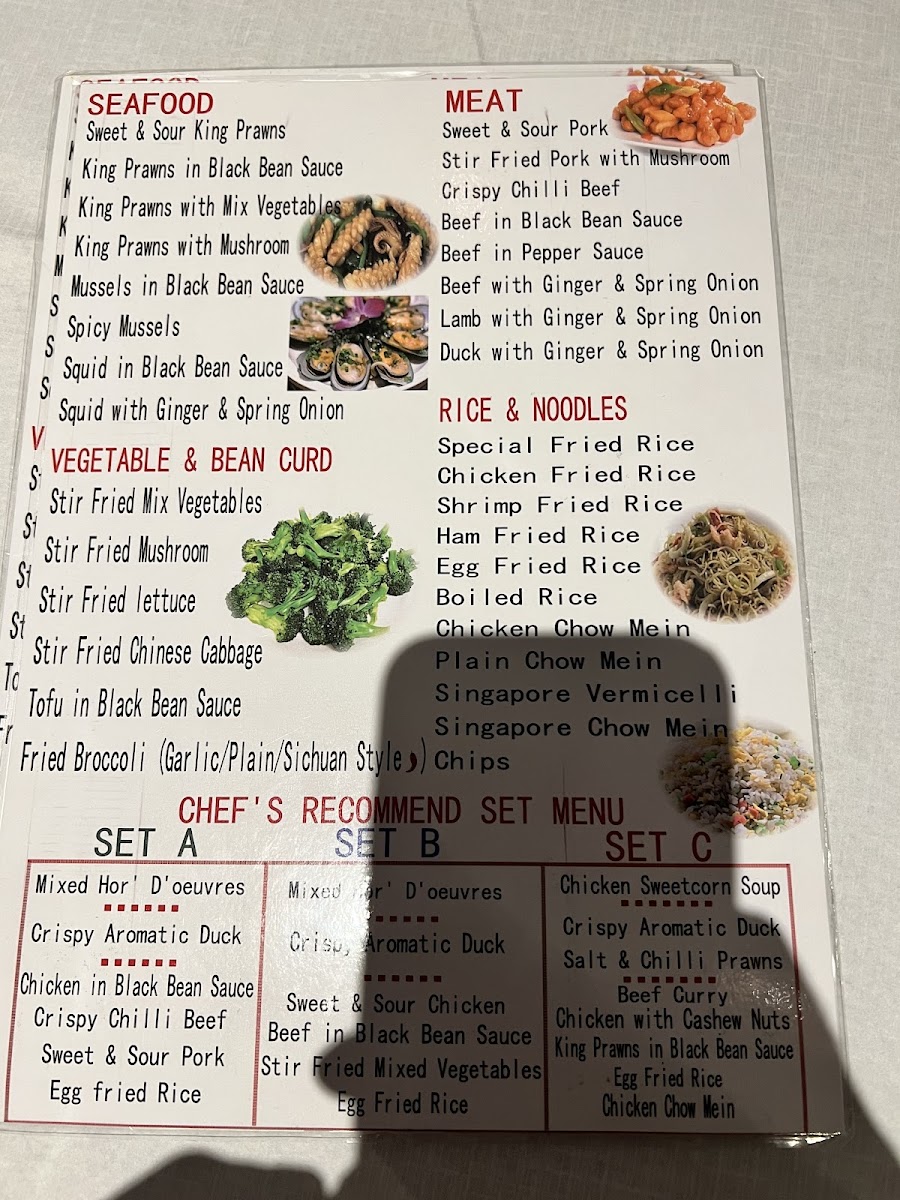 SEAFOOD
Sweet & Sour King Prawns
King Prawns in Black Bean Sauce
King Prawns with Mix Vegetables
King Prawns with Mushroom
Mussels in Black Bean Sauce
Spicy Mussels
Squid in Black Bean Sauce
Squid with Ginger & Spring Onion
VEGETABLE & BEAN CURD
Stir Fried Mix Vegetables
Stir Fried Mushroom
Stir Fried lettuce
Stir Fried Chinese Cabbage
Tofu in Black Bean Sauce
Fried Broccoli (Garlic/Plain/Sichuan Style)
MEAT
Sweet & Sour Pork
Stir Fried Pork with Mushroom
Crispy Chilli Beef
Beef in Black Bean Sauce
Beef in Pepper Sauce
Beef with Ginger & Spring Onion
Lamb with Ginger & Spring Onion
Duck with Ginger & Spring Onion
RICE & NOODLES
Special Fried Rice
Chicken Fried Rice
Shrimp Fried Rice
Ham Fried Rice
Egg Fried Rice
Boiled Rice
Chicken Chow Mein
Plain Chow Mein
Singapore Vermicelli
Singapore Chow Mein
Chips
CHEF'S RECOMMEND SET MENU
SET A
Mixed Hor' D'oeuvres
Crispy Aromatic Duck
Chicken in Black Bean Sauce
Crispy Chilli Beef
Sweet & Sour Pork
Egg fried Rice
SET B
Mixed Hor' D'oeuvres
Crispy Aromatic Duck
Sweet & Sour Chicken
Beef in Black Bean Sauce
Stir Fried Mixed Vegetables
Egg Fried Rice
SET C
Chicken Sweetcorn Soup
Crispy Aromatic Duck
Salt & Chilli Prawns
Beef Curry
Chicken with Cashew Nuts
King Prawns in Black Bean Sauce
Egg Fried Rice
Chicken Chow Mein